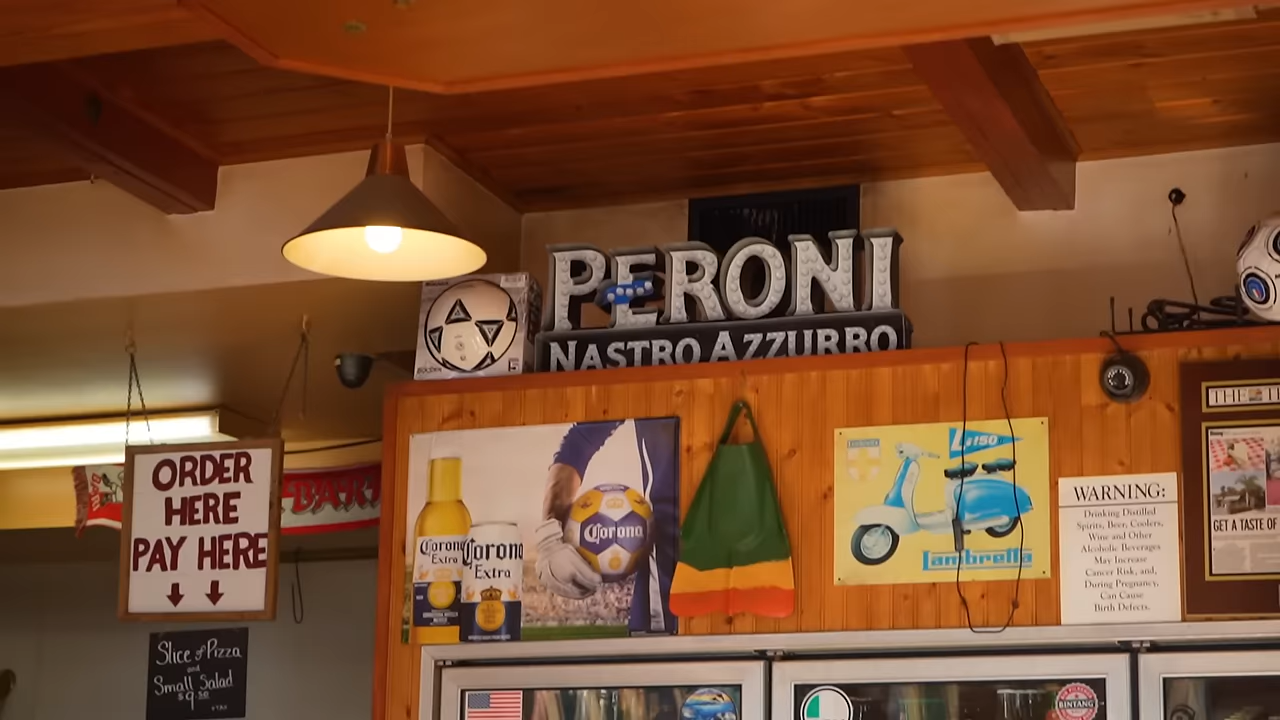 PERONI
NASTRO AZZURRO
ORDER
HERE
PAY HERE
Slice of Pizza
and
Small Salad
$9.50
BART
Corona
Extra
Corona
Extra
Corona
Li150
Lambretta
WARNING:
Drinking Distilled
Spirits, Beer, Coolers,
Wine and Other
Alcoholic Beverages
May Increase
Cancer Risk, and,
During Pregnancy,
Can Cause
Birth Defects.
THE
GET A TASTE OF
BINTANG